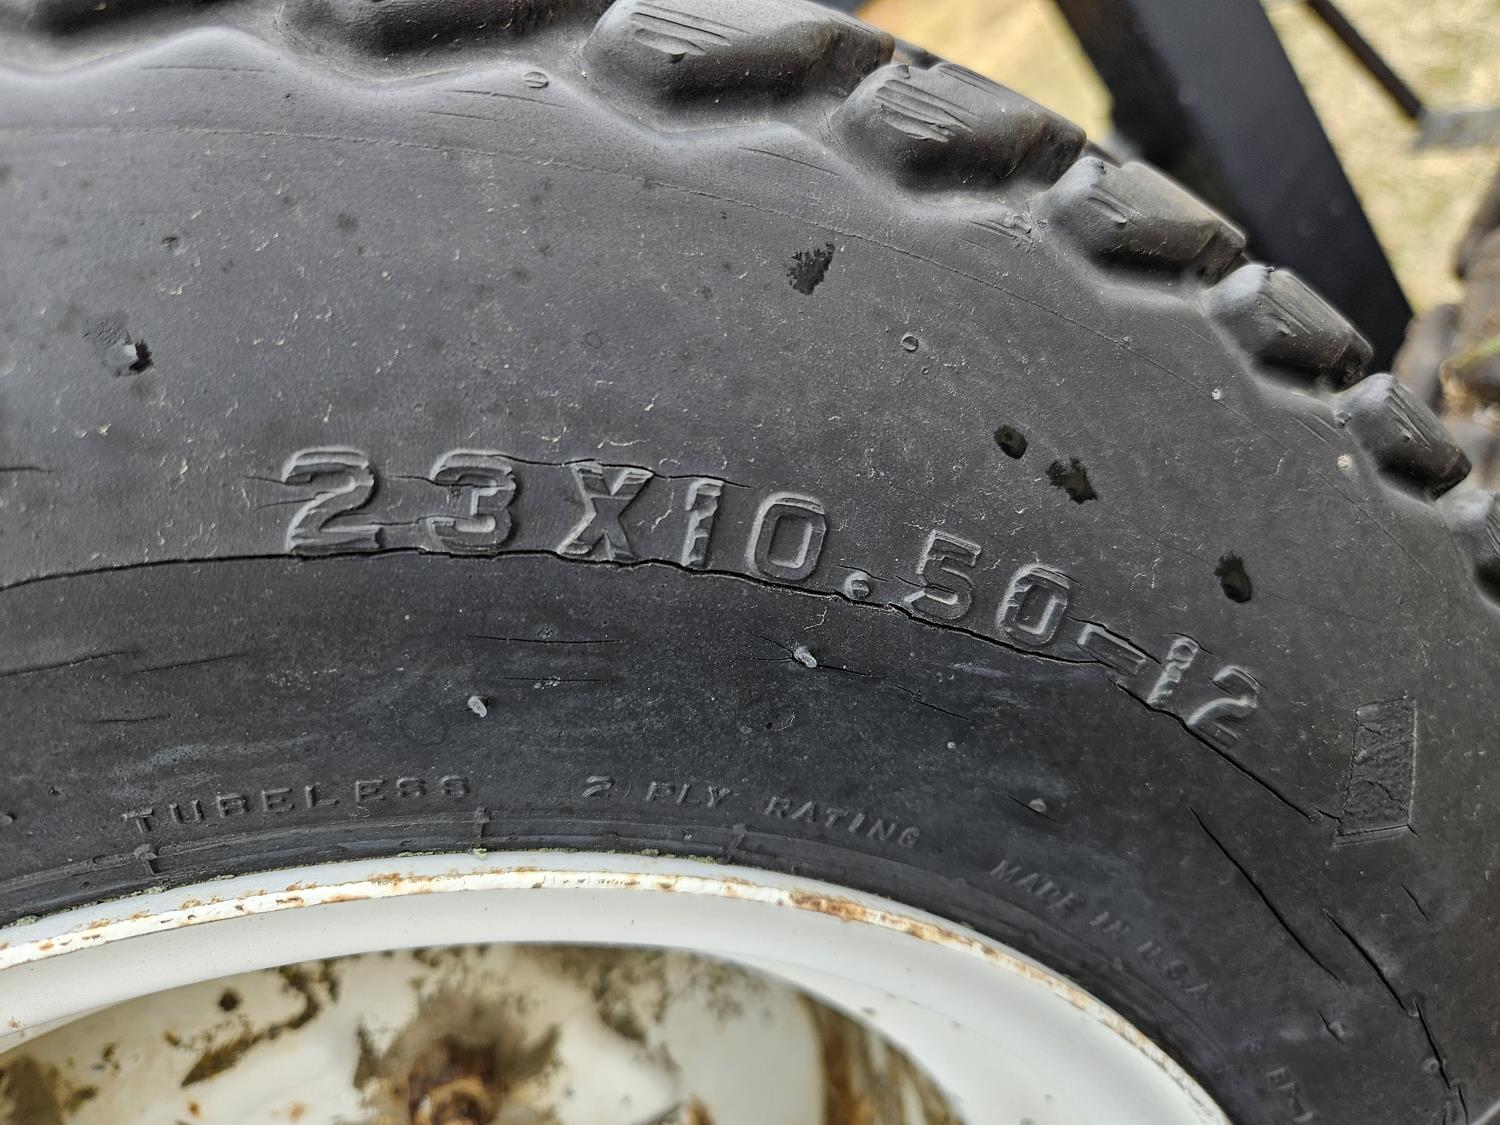 23X10.50-12
TUBELESS 2 PLY RATING MADE IN U.S.A.